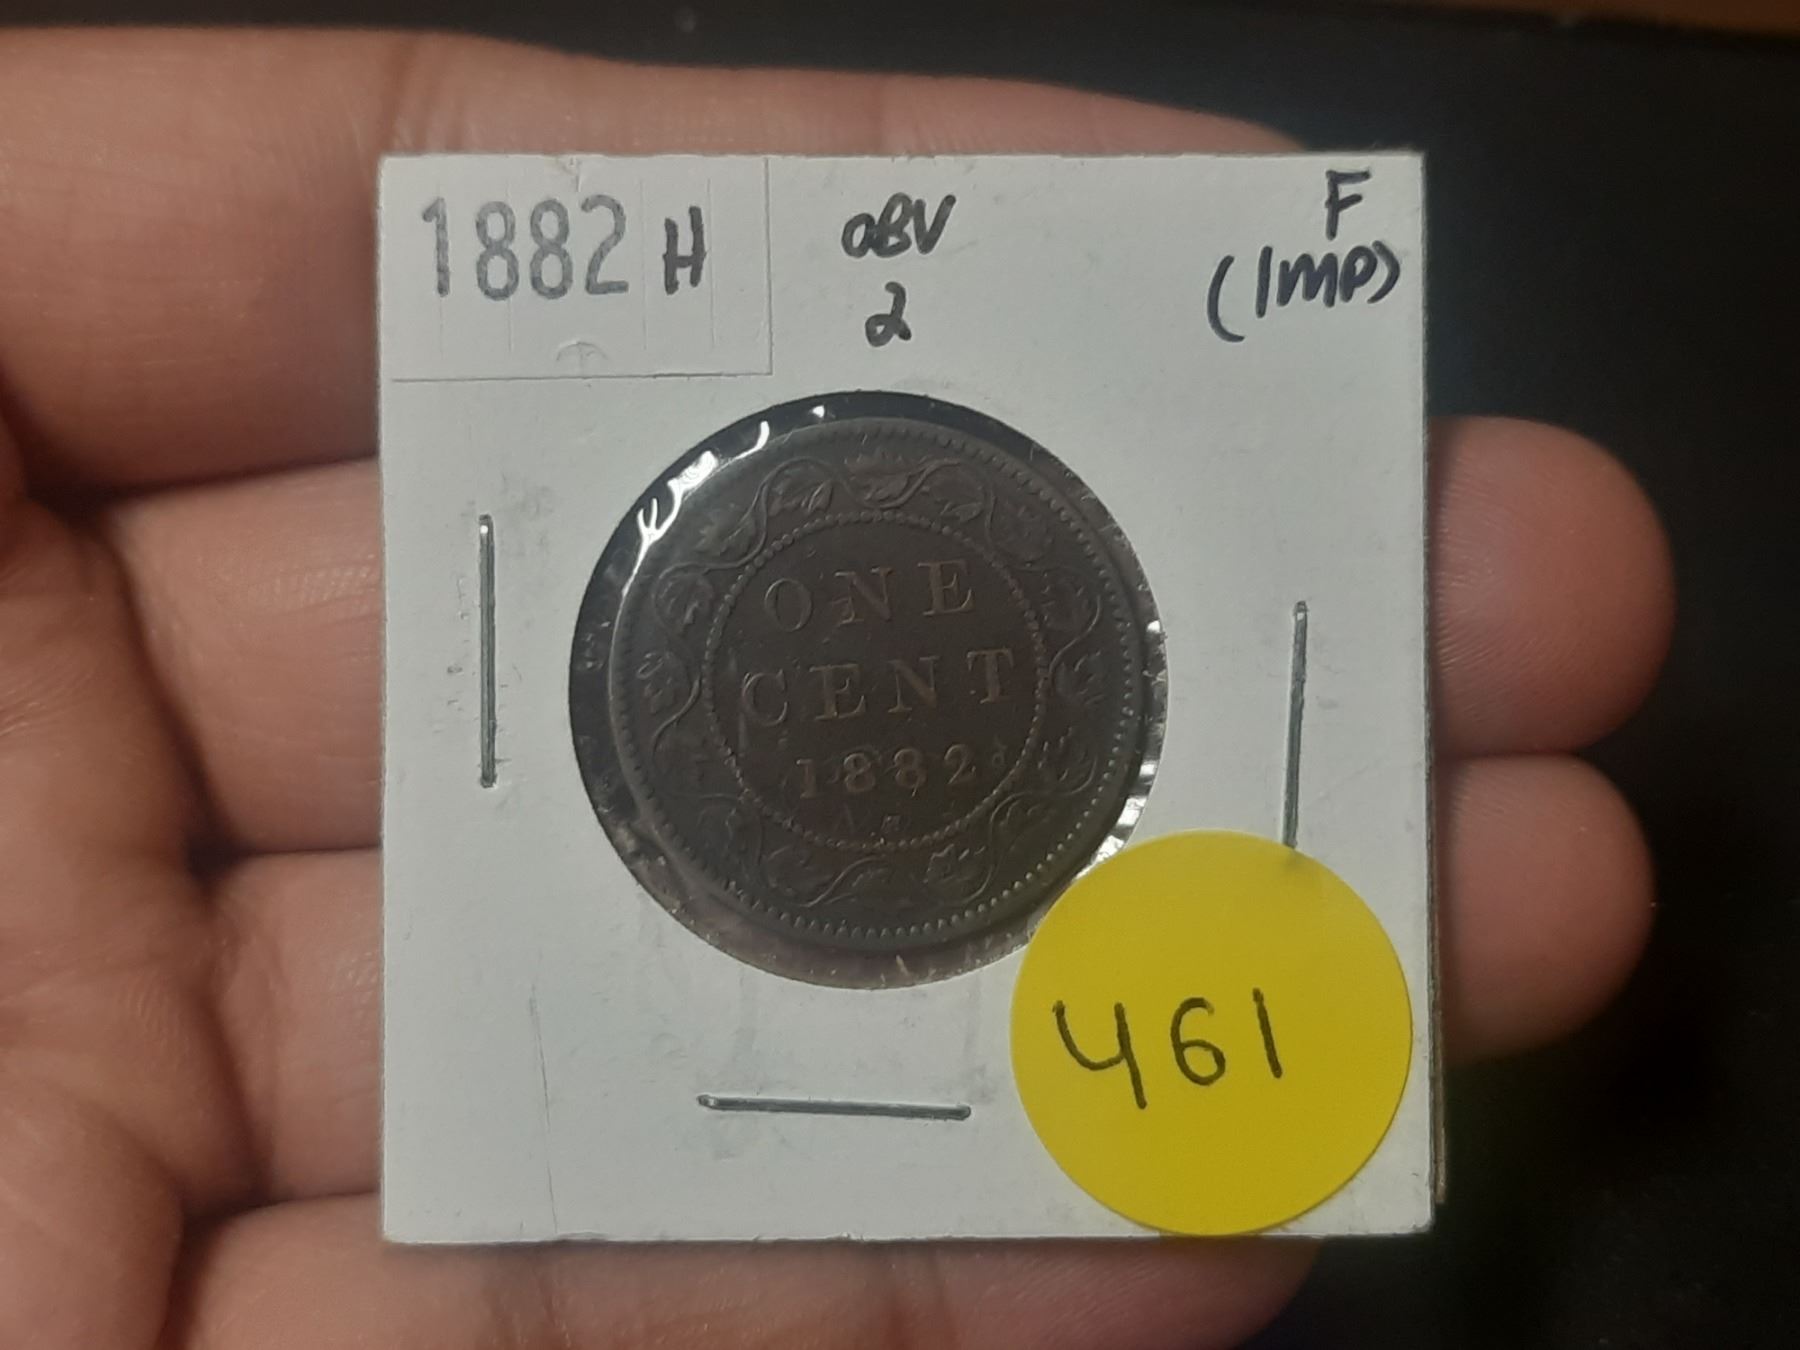 1882 H
OBV
2
F
(IMP)
ONE
CENT
1882
H
461